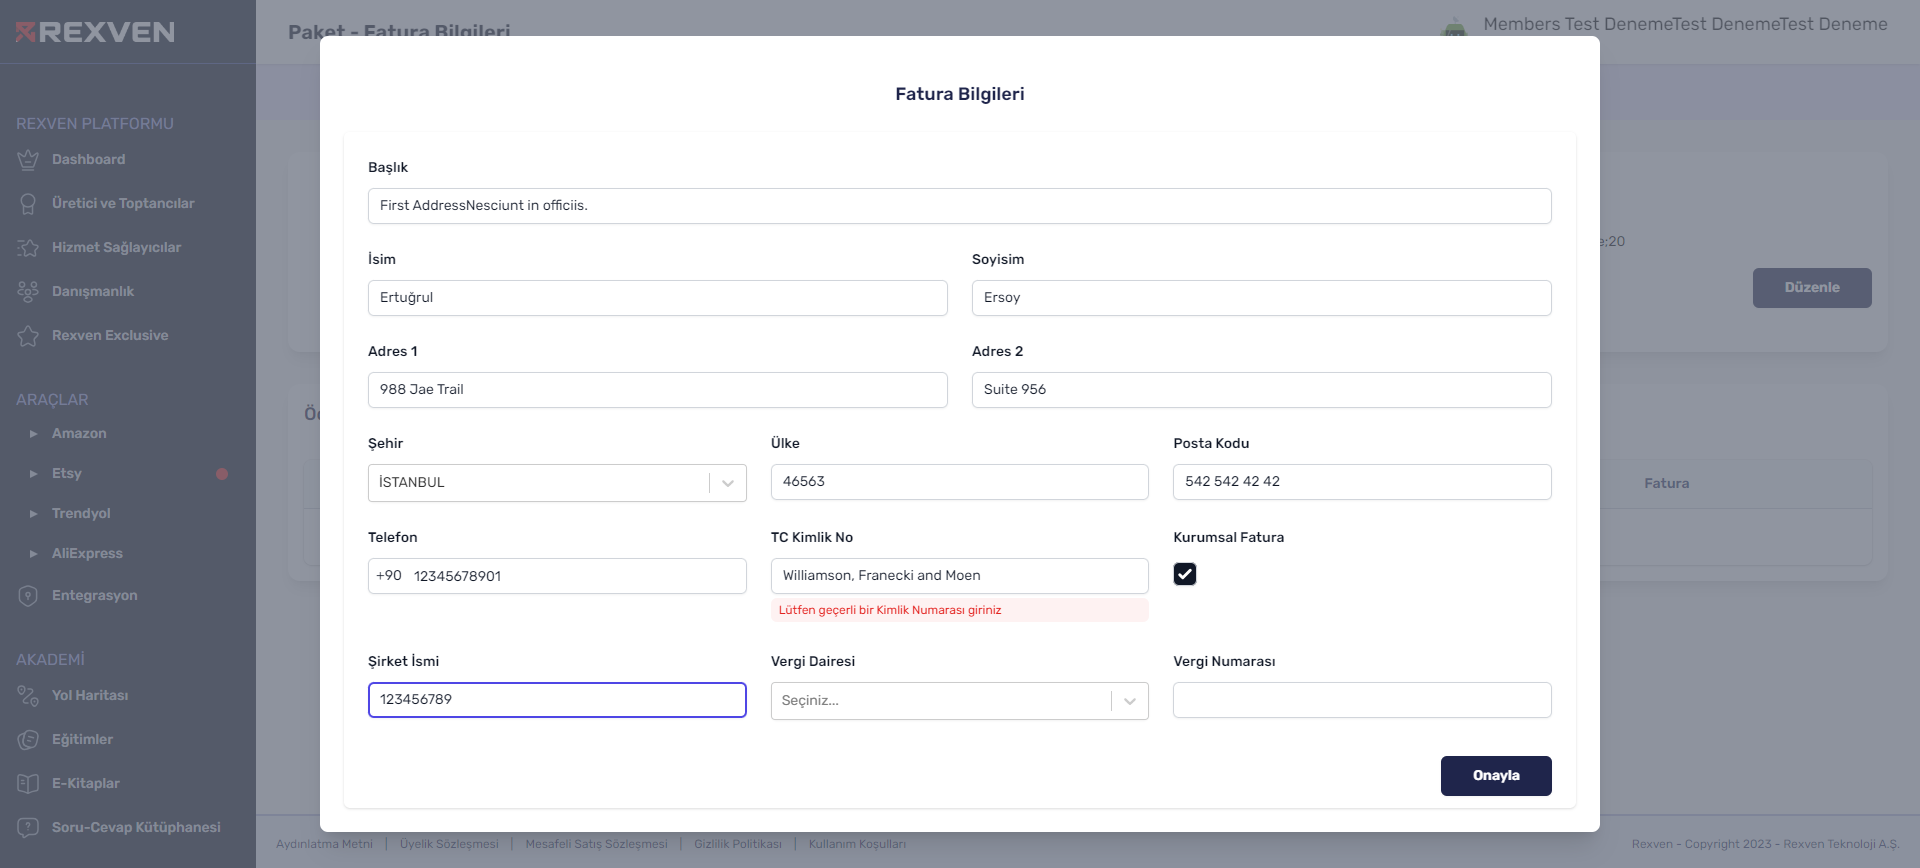 REXVEN
Paket - Fatura Bilgileri
Members Test DenemeTest DenemeTest Deneme
REXVEN PLATFORMU
Dashboard
Üretici ve Toptancılar
Hizmet Sağlayıcılar
Danışmanlık
Rexven Exclusive
ARAÇLAR
Amazon
Etsy
Trendyol
AliExpress
Entegrasyon
AKADEMİ
Yol Haritası
Eğitimler
E-Kitaplar
Soru-Cevap Kütüphanesi
Fatura Bilgileri
Başlık
First AddressNesciunt in officiis.
İsim
Soyisim
Ertuğrul
Ersoy
Adres 1
Adres 2
988 Jae Trail
Suite 956
Şehir
Ülke
Posta Kodu
İSTANBUL
46563
542 542 42 42
Telefon
TC Kimlik No
Kurumsal Fatura
+90 12345678901
Williamson, Franecki and Moen
Lütfen geçerli bir Kimlik Numarası giriniz
Şirket İsmi
Vergi Dairesi
Vergi Numarası
123456789
Seçiniz...
Onayla
:20
Düzenle
Fatura
Aydınlatma Metni | Üyelik Sözleşmesi | Mesafeli Satış Sözleşmesi | Gizlilik Politikası | Kullanım Koşulları
Rexven - Copyright 2023 - Rexven Teknoloji A.Ş.